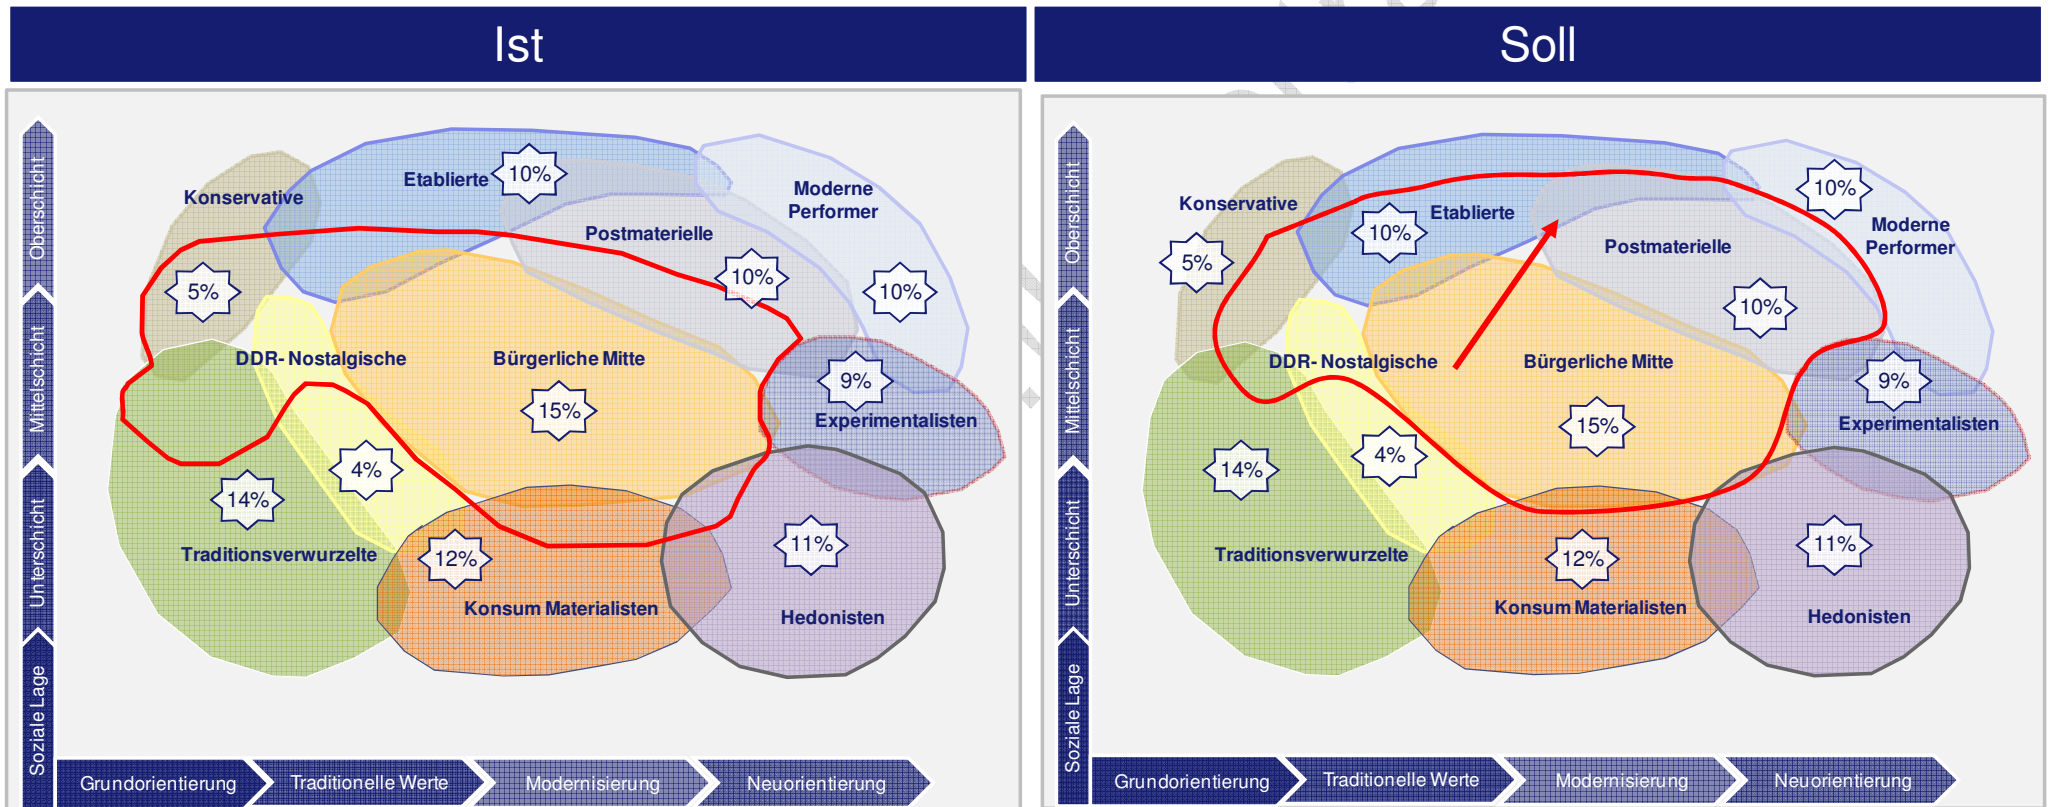 Ist
Soll
Oberschicht
Mittelschicht
Unterschicht
Soziale Lage
Konservative
Etablierte
10%
Moderne
Performer
Postmaterielle
5%
10%
10%
DDR- Nostalgische
Bürgerliche Mitte
9%
15%
Experimentalisten
4%
14%
Traditionsverwurzelte
12%
11%
Konsum Materialisten
Hedonisten
Grundorientierung
Traditionelle Werte
Modernisierung
Neuorientierung
Oberschicht
Mittelschicht
Unterschicht
Soziale Lage
10%
Konservative
Etablierte
10%
Moderne
Performer
Postmaterielle
5%
10%
DDR- Nostalgische
Bürgerliche Mitte
9%
15%
Experimentalisten
4%
14%
Traditionsverwurzelte
12%
11%
Konsum Materialisten
Hedonisten
Grundorientierung
Traditionelle Werte
Modernisierung
Neuorientierung